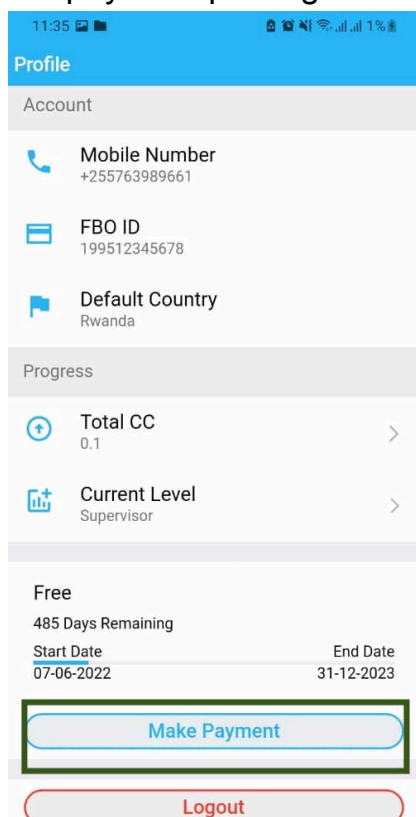 11:35 1%
Profile
Account
Mobile Number
+255763989661
FBO ID
199512345678
Default Country
Rwanda
Progress
Total CC
0.1
Current Level
Supervisor
Free
485 Days Remaining
Start Date End Date
07-06-2022 31-12-2023
Make Payment
Logout